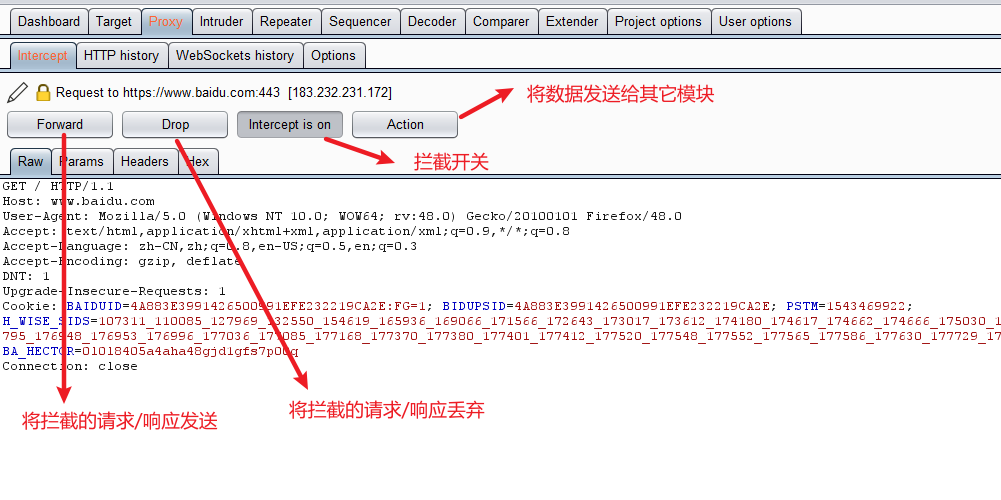 Dashboard Target Proxy Intruder Repeater Sequencer Decoder Comparer Extender Project options User options
Intercept HTTP history WebSockets history Options
Request to https://www.baidu.com:443 [183.232.231.172]
将数据发送给其它模块
Forward Drop Intercept is on Action
拦截开关
Raw Params Headers Hex
GET / HTTP/1.1
Host: www.baidu.com
User-Agent: Mozilla/5.0 (Windows NT 10.0; WOW64; rv:48.0) Gecko/20100101 Firefox/48.0
Accept: text/html,application/xhtml+xml,application/xml;q=0.9,*/*;q=0.8
Accept-Language: zh-CN,zh;q=0.8,en-US;q=0.5,en;q=0.3
Accept-Encoding: gzip, deflate
DNT: 1
Upgrade-Insecure-Requests: 1
Cookie: BAIDUID=4A883E3991426500991EFE232219CA2E:FG=1; BIDUPSID=4A883E3991426500991EFE232219CA2E; PSTM=1543469922;
H_WISE_SIDS=107311_110085_127969_132550_154619_165936_169066_171566_172643_173017_173612_174180_174617_174662_174666_175030_1
795_176948_176953_176996_177036_177085_177168_177370_177380_177401_177412_177520_177548_177552_177565_177586_177630_177729_17
Connection: close
将拦截的请求/响应发送
将拦截的请求/响应丢弃